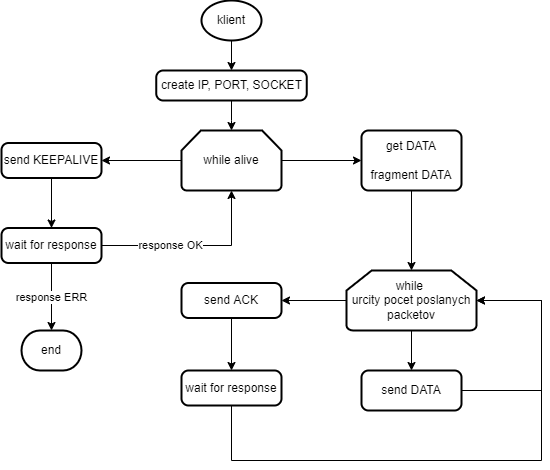 klient
create IP, PORT, SOCKET
send KEEPALIVE
while alive
get DATA
fragment DATA
wait for response
response OK
response ERR
end
while
urcity pocet poslanych
packetov
send ACK
wait for response
send DATA